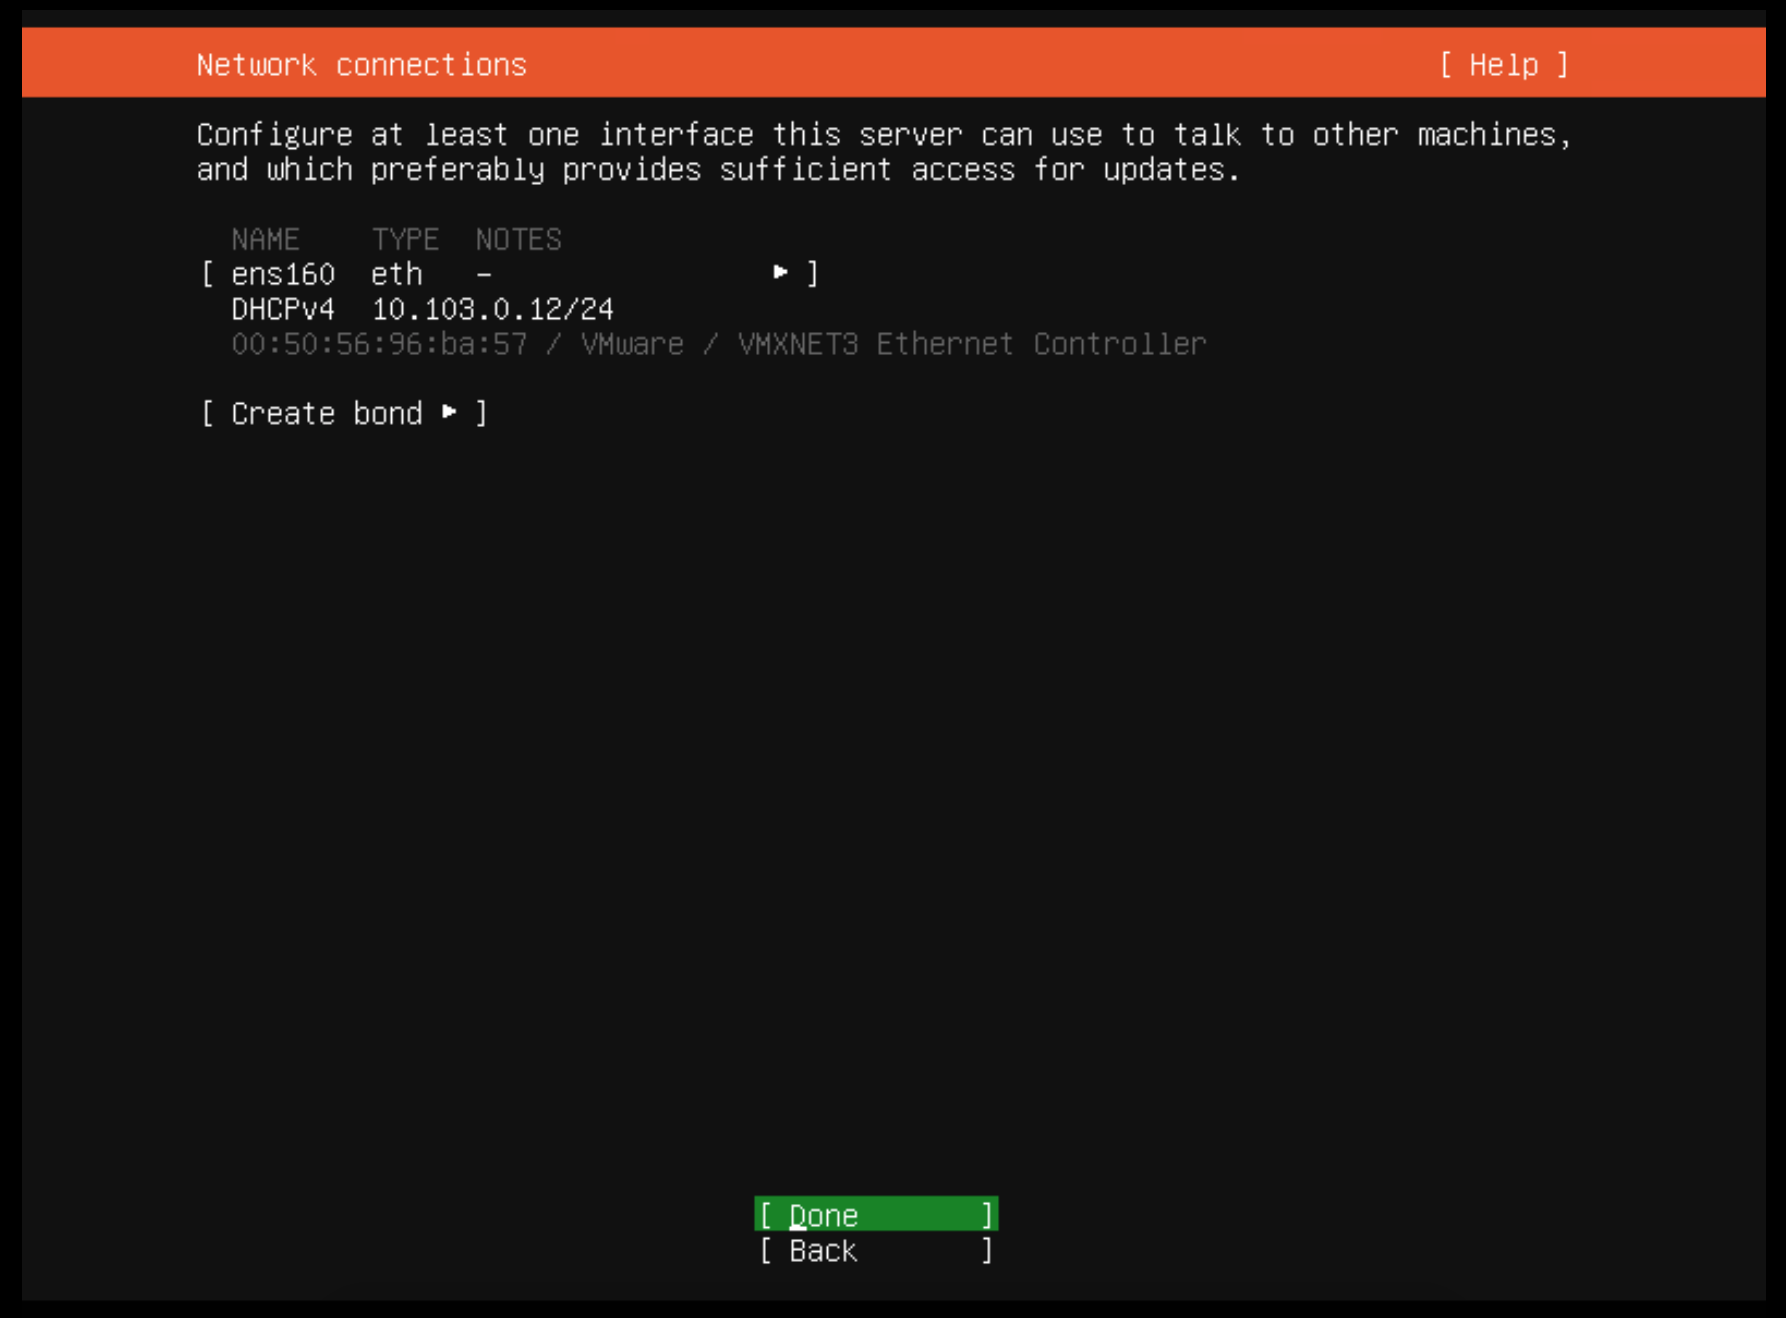 Network connections [ Help ]
Configure at least one interface this server can use to talk to other machines,
and which preferably provides sufficient access for updates.
NAME TYPE NOTES
[ ens160 eth - ▸ ]
DHCPv4 10.103.0.12/24
00:50:56:96:ba:57 / VMware / VMXNET3 Ethernet Controller
[ Create bond ▸ ]
[ Done ]
[ Back ]